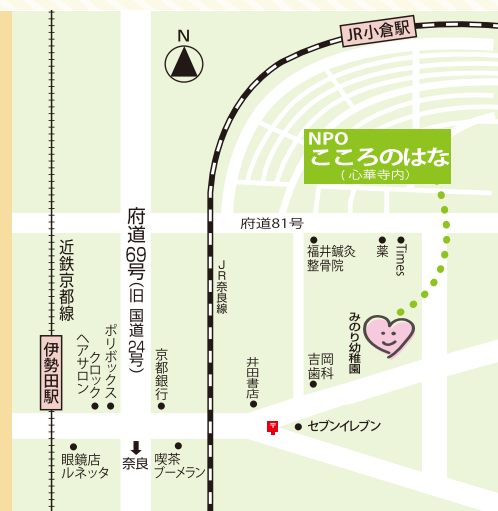 N
JR小倉駅
NPO
こころのはな
(心華寺内)
府道81号
府道69号(旧 国道24号)
近鉄京都線
JR奈良線
福井鍼灸
整骨院
薬
Times
みのり幼稚園
伊勢田駅
ヘアサロン
クロック
ポリボックス
京都銀行
井田書店
吉岡
歯科
セブンイレブン
眼鏡店
ルネッタ
奈良
喫茶
ブーメラン